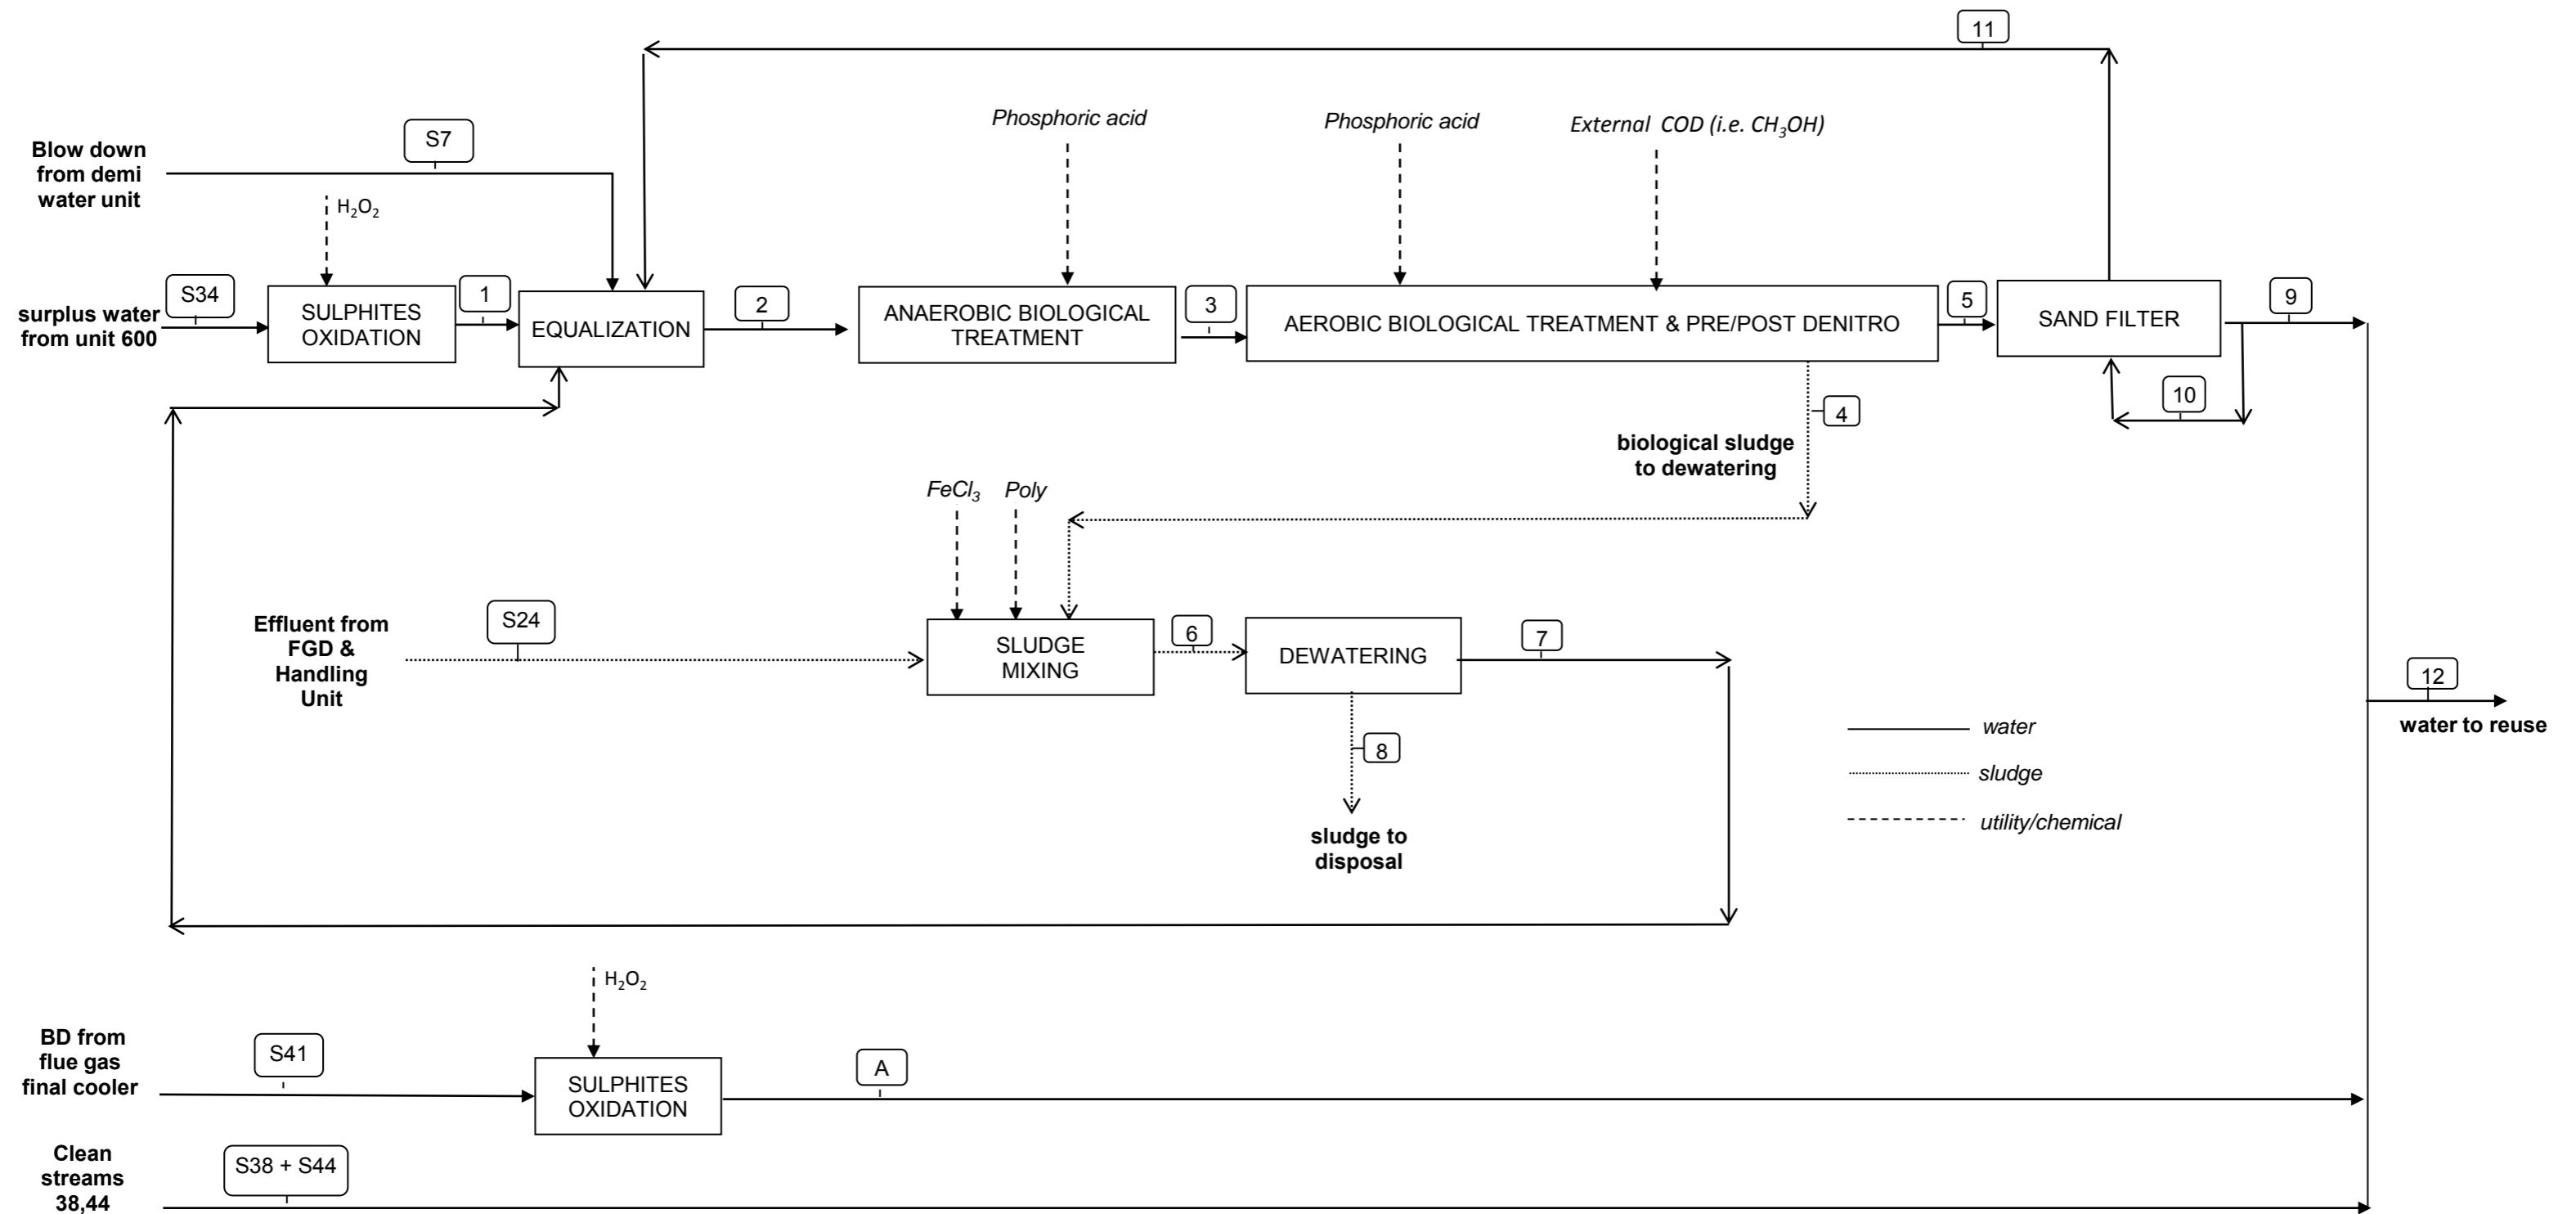 11
Phosphoric acid
Phosphoric acid
External COD (i.e. CH₃OH)
S7
Blow down
from demi
water unit
H₂O₂
S34
surplus water
from unit 600
SULPHITES
OXIDATION
1
EQUALIZATION
2
ANAEROBIC BIOLOGICAL
TREATMENT
3
AEROBIC BIOLOGICAL TREATMENT & PRE/POST DENITRO
5
SAND FILTER
9
10
4
biological sludge
to dewatering
FeCl₃
Poly
Effluent from
FGD &
Handling
Unit
S24
SLUDGE
MIXING
6
DEWATERING
7
8
sludge to
disposal
12
water to reuse
water
sludge
utility/chemical
H₂O₂
BD from
flue gas
final cooler
S41
SULPHITES
OXIDATION
A
Clean
streams
38,44
S38 + S44